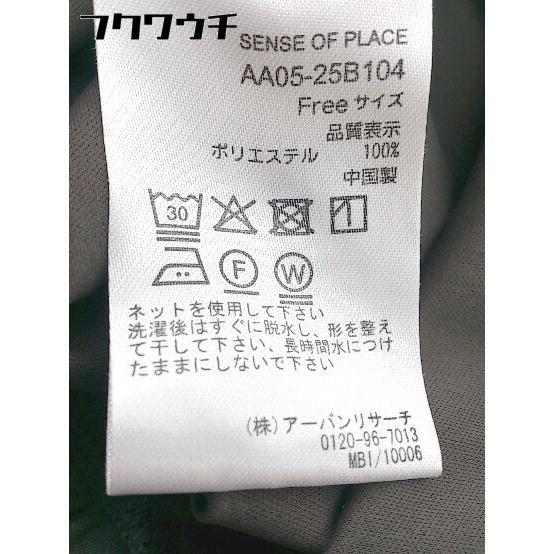 フクワウチ
SENSE OF PLACE
AA05-25B104
Free サイズ
品質表示
ポリエステル 100%
中国製
30
F W
ネットを使用して下さい
洗濯後はすぐに脱水し、形を整え
て干して下さい、長時間水につけ
たままにしないで下さい
(株) アーバンリサーチ
0120-96-7013
MBI/10006